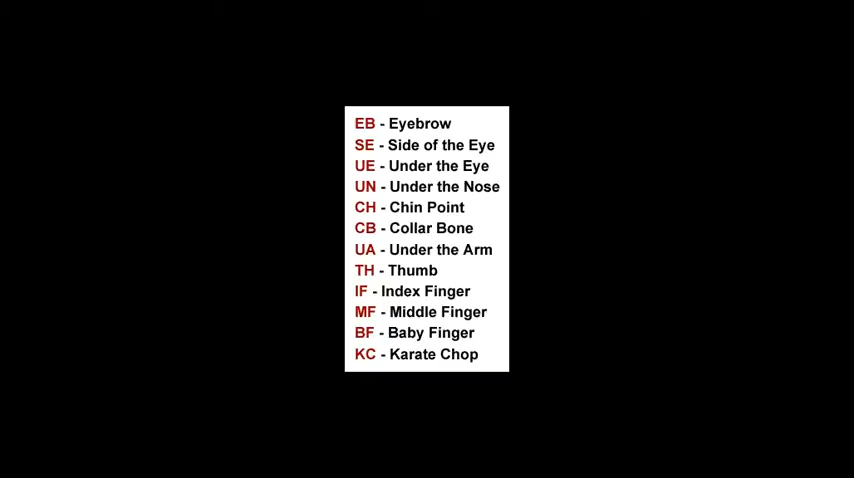 EB - Eyebrow
SE - Side of the Eye
UE - Under the Eye
UN - Under the Nose
CH - Chin Point
CB - Collar Bone
UA - Under the Arm
TH - Thumb
IF - Index Finger
MF - Middle Finger
BF - Baby Finger
KC - Karate Chop